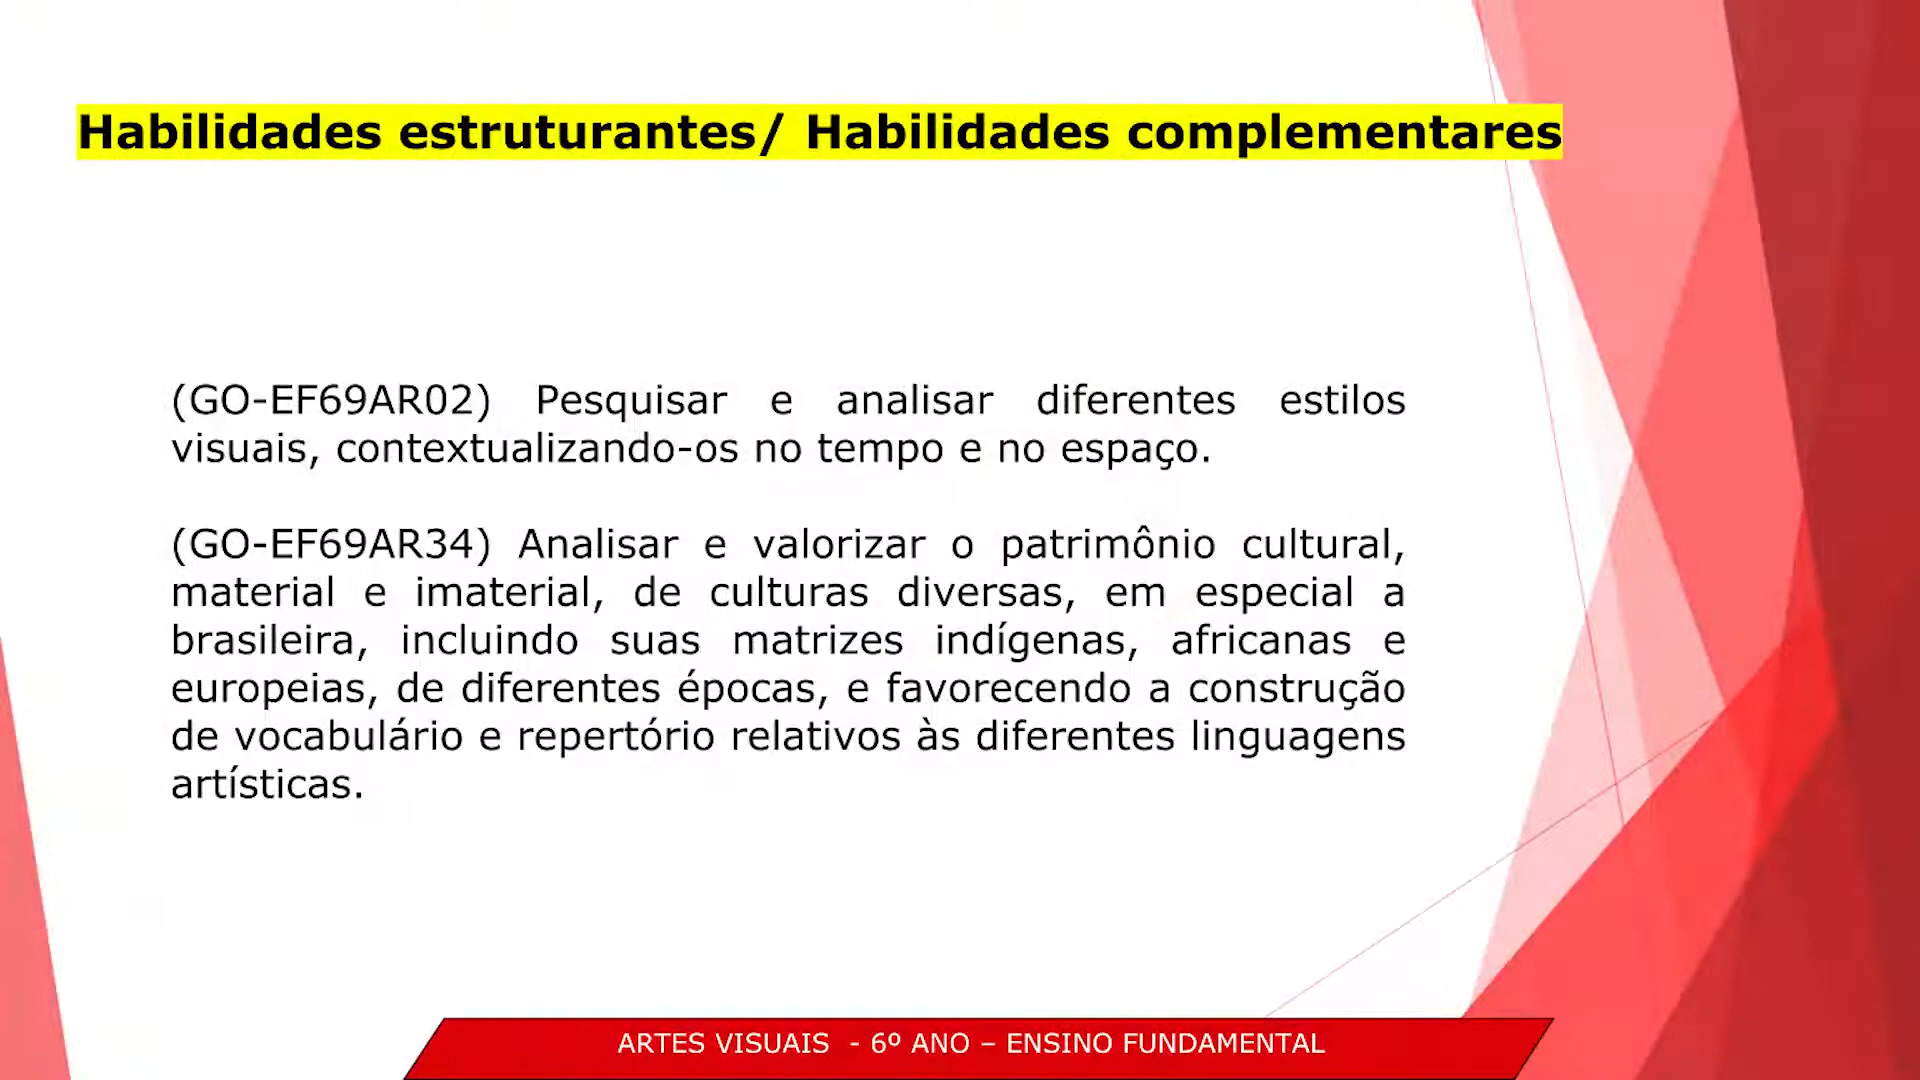 Habilidades estruturantes/ Habilidades complementares
(GO-EF69AR02) Pesquisar e analisar diferentes estilos
visuais, contextualizando-os no tempo e no espaço.
(GO-EF69AR34) Analisar e valorizar o patrimônio cultural,
material e imaterial, de culturas diversas, em especial a
brasileira, incluindo suas matrizes indígenas, africanas e
europeias, de diferentes épocas, e favorecendo a construção
de vocabulário e repertório relativos às diferentes linguagens
artísticas.
ARTES VISUAIS - 6º ANO – ENSINO FUNDAMENTAL